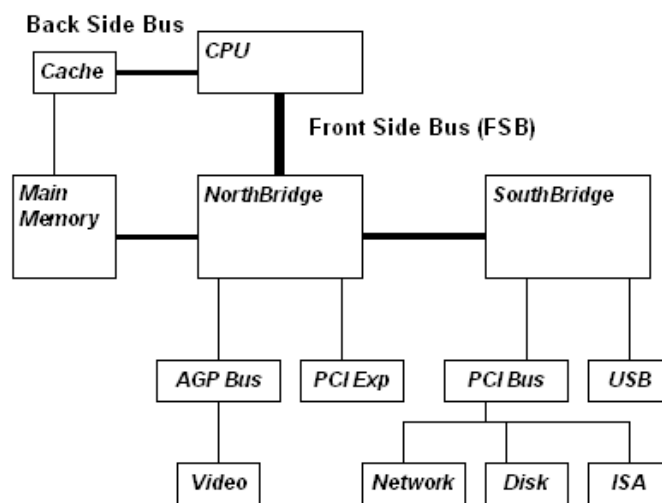 Back Side Bus
CPU
Cache
Front Side Bus (FSB)
Main
Memory
NorthBridge
SouthBridge
AGP Bus
PCI Exp
PCI Bus
USB
Video
Network
Disk
ISA